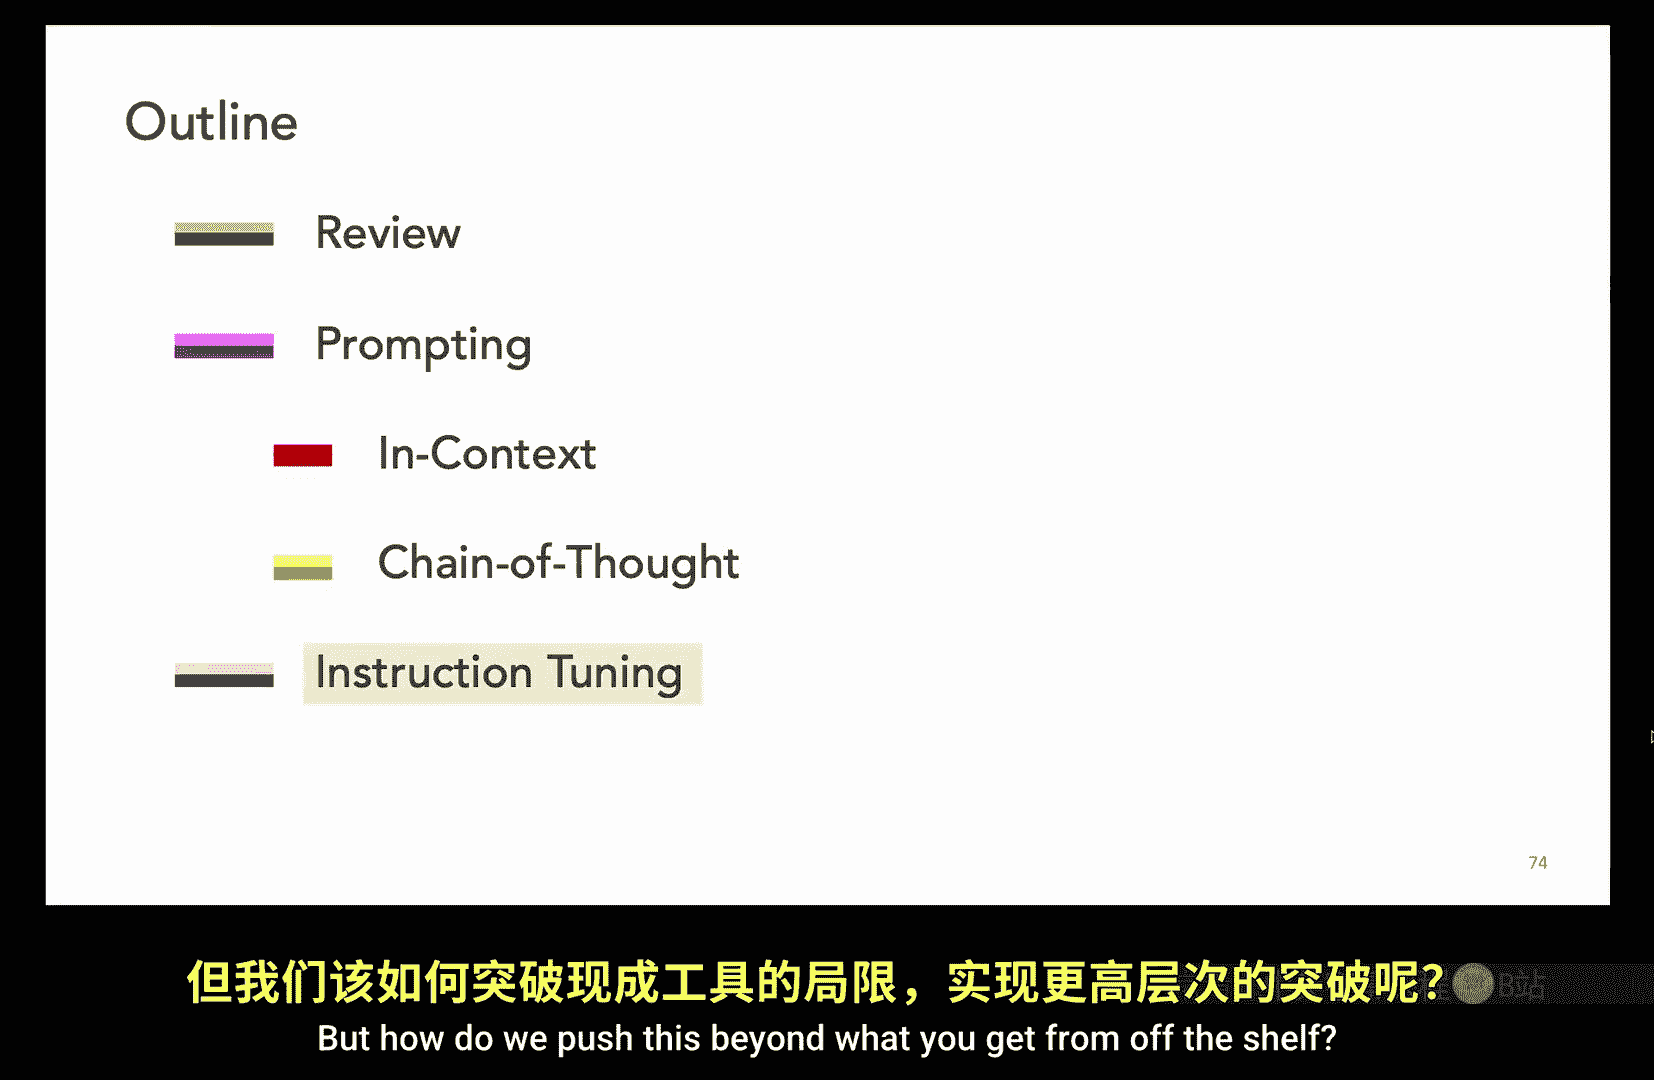 Outline
Review
Prompting
In-Context
Chain-of-Thought
Instruction Tuning
74
但我们该如何突破现成工具的局限，实现更高层次的突破呢？
B站
But how do we push this beyond what you get from off the shelf?